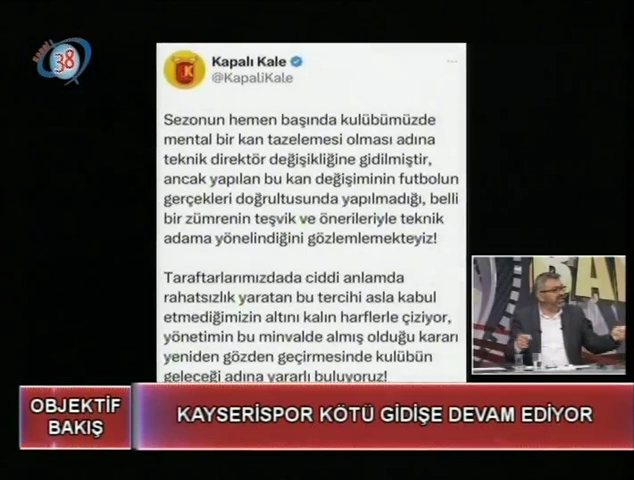 KANAL
38
Kapalı Kale
@KapaliKale
Sezonun hemen başında kulübümüzde
mental bir kan tazelemesi olması adına
teknik direktör değişikliğine gidilmiştir,
ancak yapılan bu kan değişiminin futbolun
gerçekleri doğrultusunda yapılmadığı, belli
bir zümrenin teşvik ve önerileriyle teknik
adama yönelindiğini gözlemlemekteyiz!
Taraftarlarımızdada ciddi anlamda
rahatsızlık yaratan bu tercihi asla kabul
etmediğimizin altını kalın harflerle çiziyor,
yönetimin bu minvalde almış olduğu kararı
yeniden gözden geçirmesinde kulübün
geleceği adına yararlı buluyoruz!
BA
OBJEKTİF
BAKIŞ
KAYSERİSPOR KÖTÜ GİDİŞE DEVAM EDİYOR